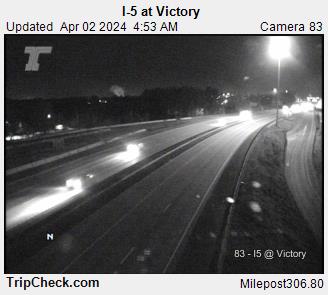 I-5 at Victory
Updated Apr 02 2024 4:53 AM Camera 83
T
N
83 - I5 @ Victory
TripCheck.com Milepost306.80